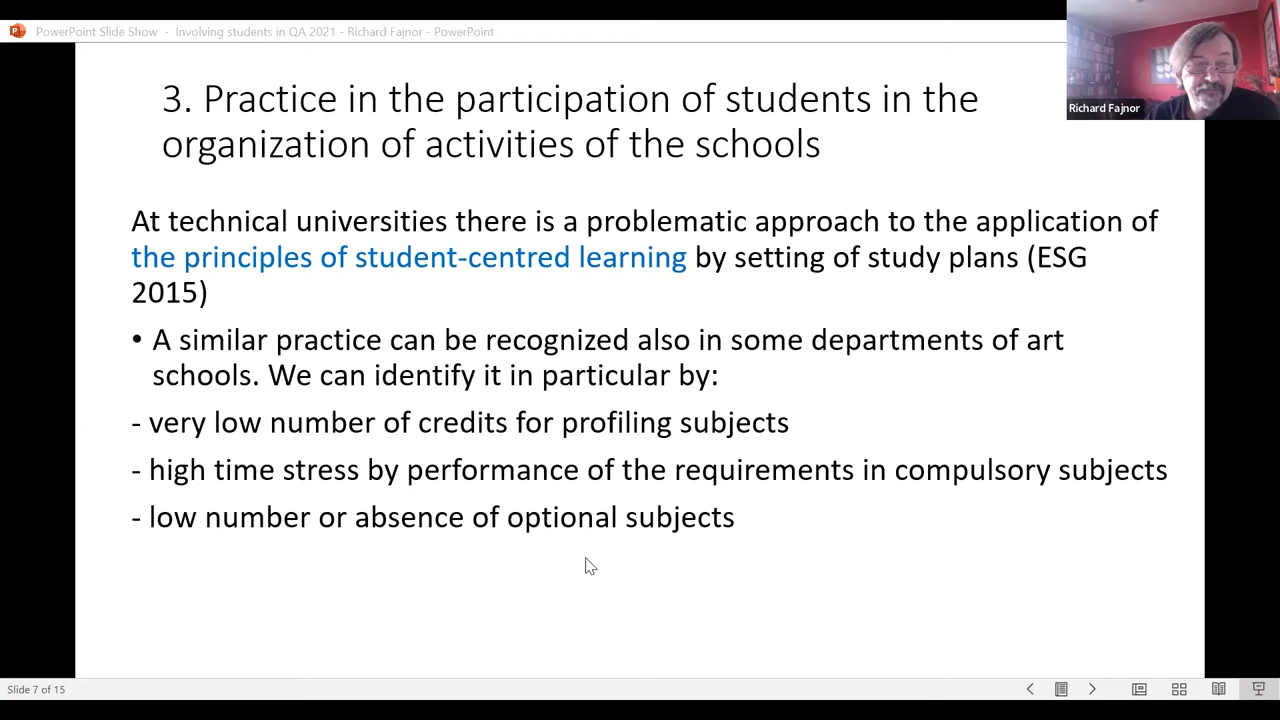 PowerPoint Slide Show - Involving students in QA 2021 - Richard Fajnor - PowerPoint
Richard Fajnor
3. Practice in the participation of students in the
organization of activities of the schools
At technical universities there is a problematic approach to the application of
the principles of student-centred learning by setting of study plans (ESG
2015)
• A similar practice can be recognized also in some departments of art
schools. We can identify it in particular by:
- very low number of credits for profiling subjects
- high time stress by performance of the requirements in compulsory subjects
- low number or absence of optional subjects
Slide 7 of 15